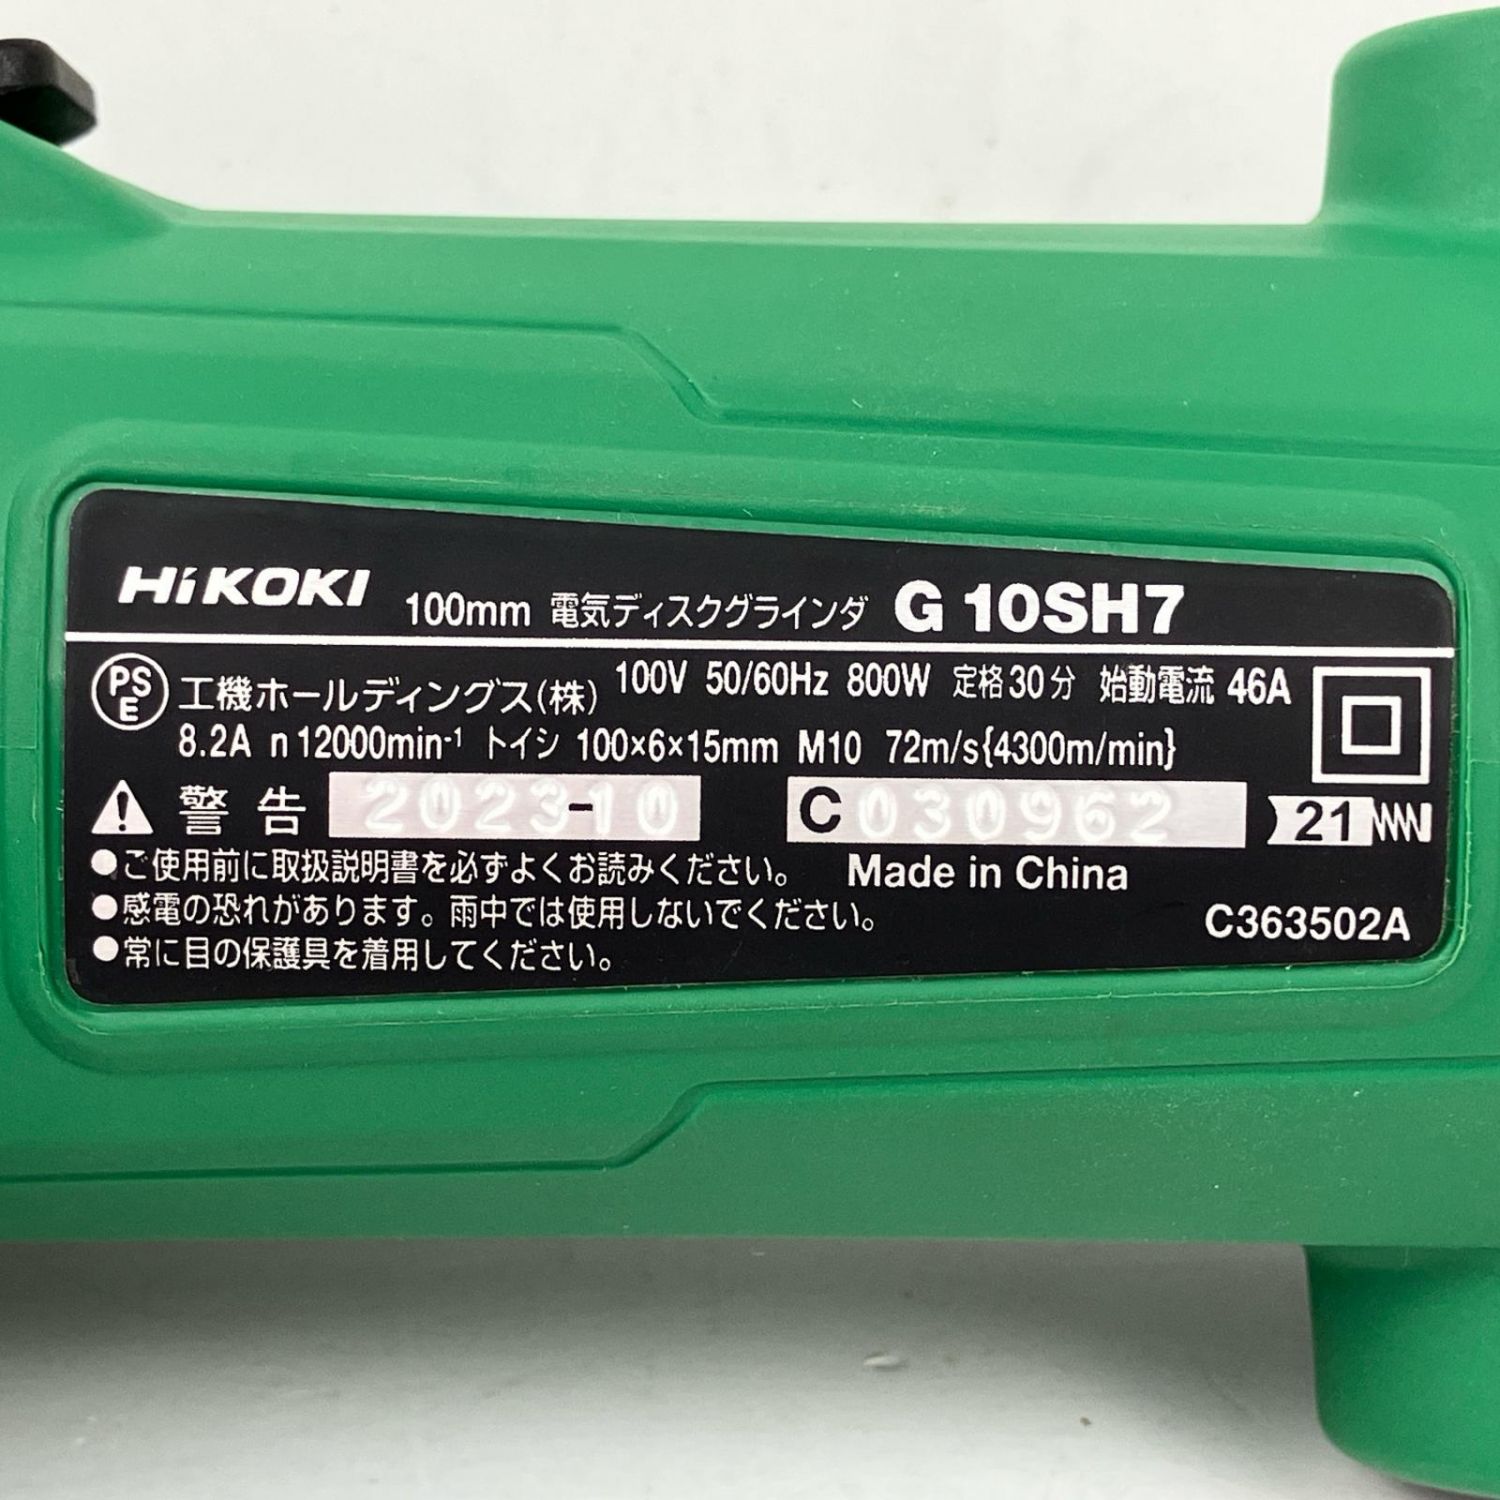 HiKOKI 100mm 電気ディスクグラインダ G 10SH7
PSE 工機ホールディングス(株) 100V 50/60Hz 800W 定格30分 始動電流 46A
8.2A n 12000min-1 トイシ 100×6×15mm M10 72m/s{4300m/min}
警告 2023-10 C030962 21
●ご使用前に取扱説明書を必ずよくお読みください。 Made in China
●感電の恐れがあります。雨中では使用しないでください。 C363502A
●常に目の保護具を着用してください。